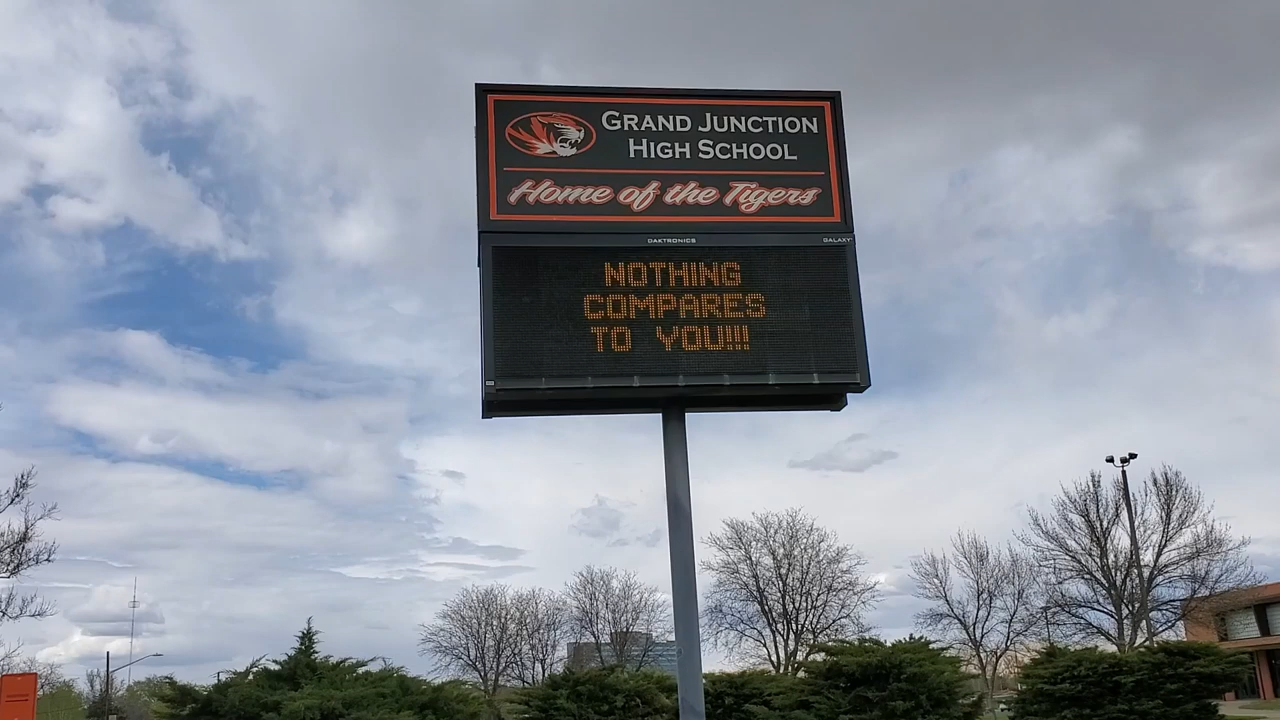 GRAND JUNCTION
HIGH SCHOOL
Home of the Tigers
DAKTRONICS GALAXY
NOTHING
COMPARES
TO YOU!!!